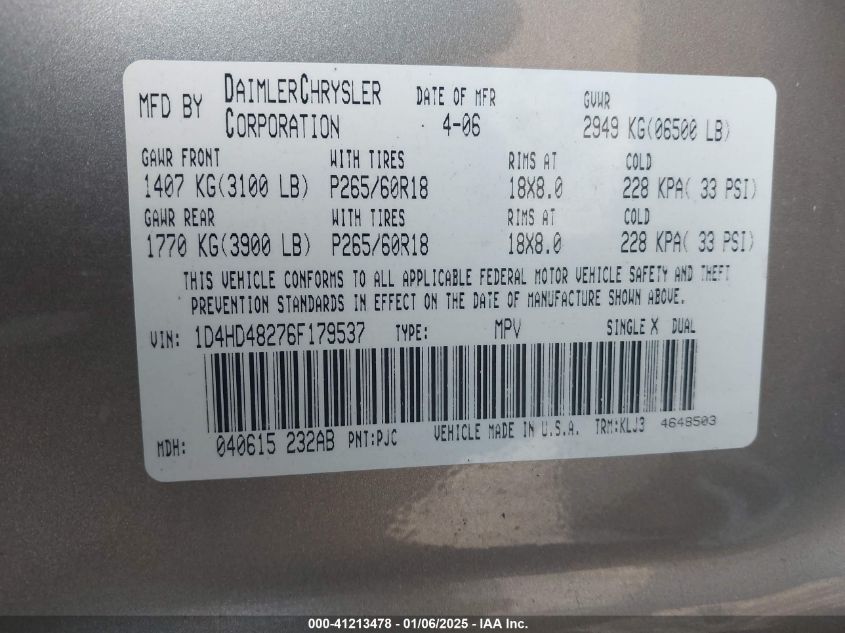 MFD BY DAIMLERCHRYSLER CORPORATION DATE OF MFR 4-06 GVWR 2949 KG(06500 LB)
GAWR FRONT WITH TIRES RIMS AT COLD
1407 KG(3100 LB) P265/60R18 18X8.0 228 KPA( 33 PSI)
GAWR REAR WITH TIRES RIMS AT COLD
1770 KG(3900 LB) P265/60R18 18X8.0 228 KPA( 33 PSI)
THIS VEHICLE CONFORMS TO ALL APPLICABLE FEDERAL MOTOR VEHICLE SAFETY AND THEFT
PREVENTION STANDARDS IN EFFECT ON THE DATE OF MANUFACTURE SHOWN ABOVE.
VIN: 1D4HD48276F179537 TYPE: MPV SINGLE X DUAL
MDH: 040615 232AB PNT:PJC VEHICLE MADE IN U.S.A. TRM:KLJ3 4648503
000-41213478 - 01/06/2025 - IAA Inc.